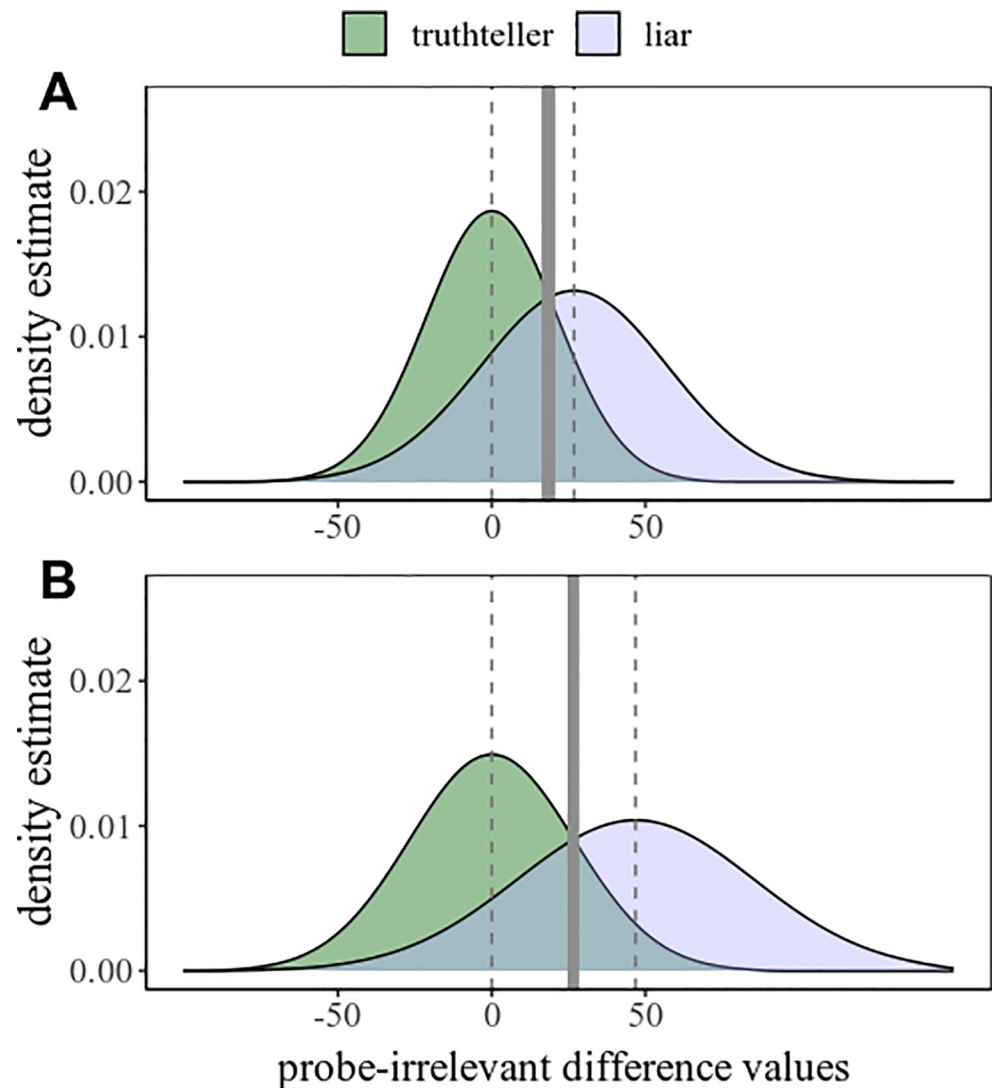 truthteller liar
A
density estimate
0.02
0.01
0.00
-50 0 50
B
density estimate
0.02
0.01
0.00
-50 0 50
probe-irrelevant difference values